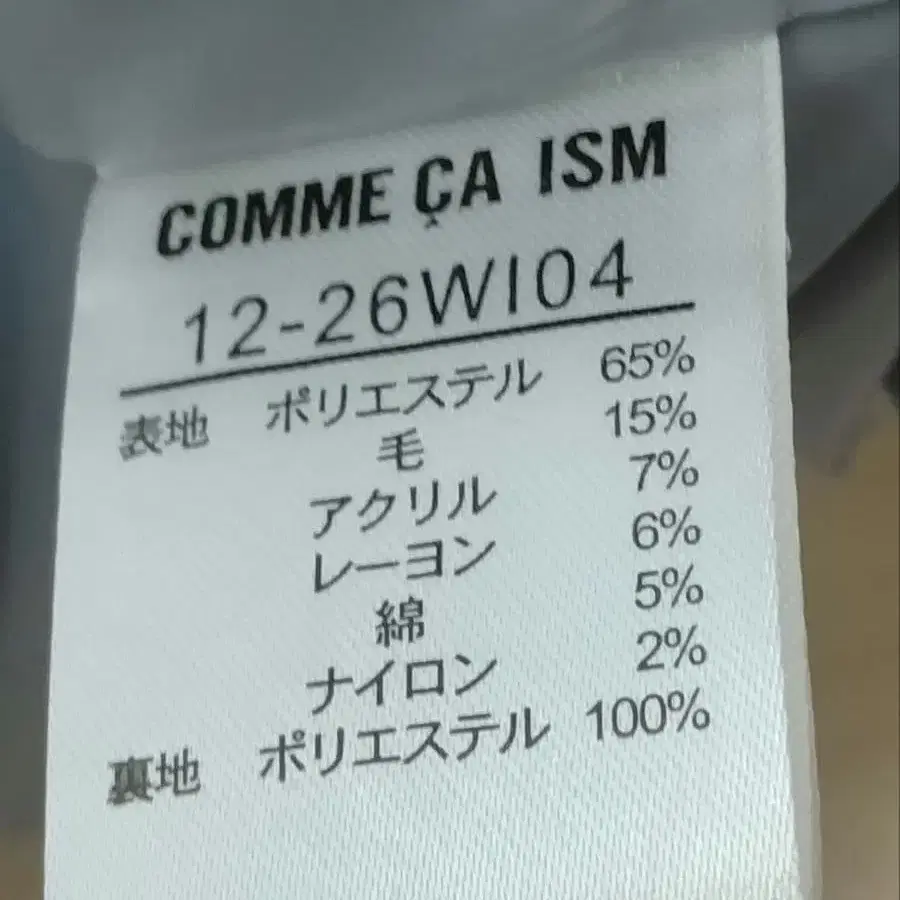 COMME ÇA ISM
12-26WI04
表地 ポリエステル 65%
毛 15%
アクリル 7%
レーヨン 6%
綿 5%
ナイロン 2%
裏地 ポリエステル 100%